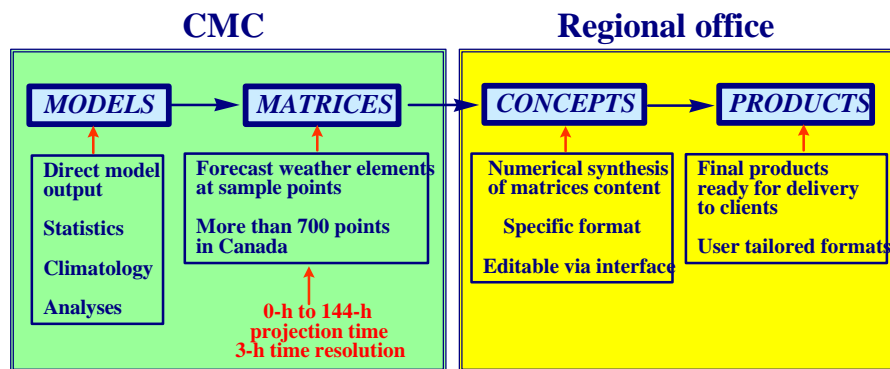 CMC
Regional office
MODELS
MATRICES
CONCEPTS
PRODUCTS
Direct model
output
Statistics
Climatology
Analyses
Forecast weather elements
at sample points
More than 700 points
in Canada
0-h to 144-h
projection time
3-h time resolution
Numerical synthesis
of matrices content
Specific format
Editable via interface
Final products
ready for delivery
to clients
User tailored formats